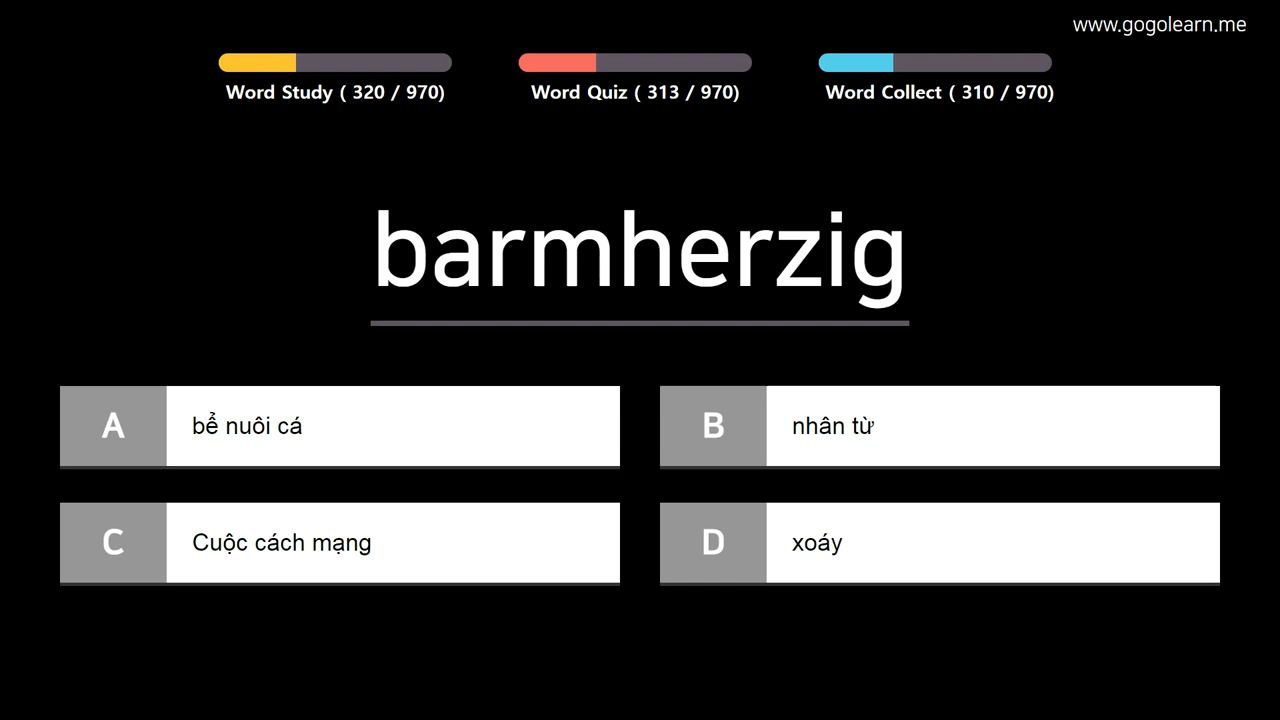 www.gogolearn.me
Word Study ( 320 / 970)
Word Quiz ( 313 / 970)
Word Collect ( 310 / 970)
barmherzig
A bể nuôi cá
B nhân từ
C Cuộc cách mạng
D xoáy